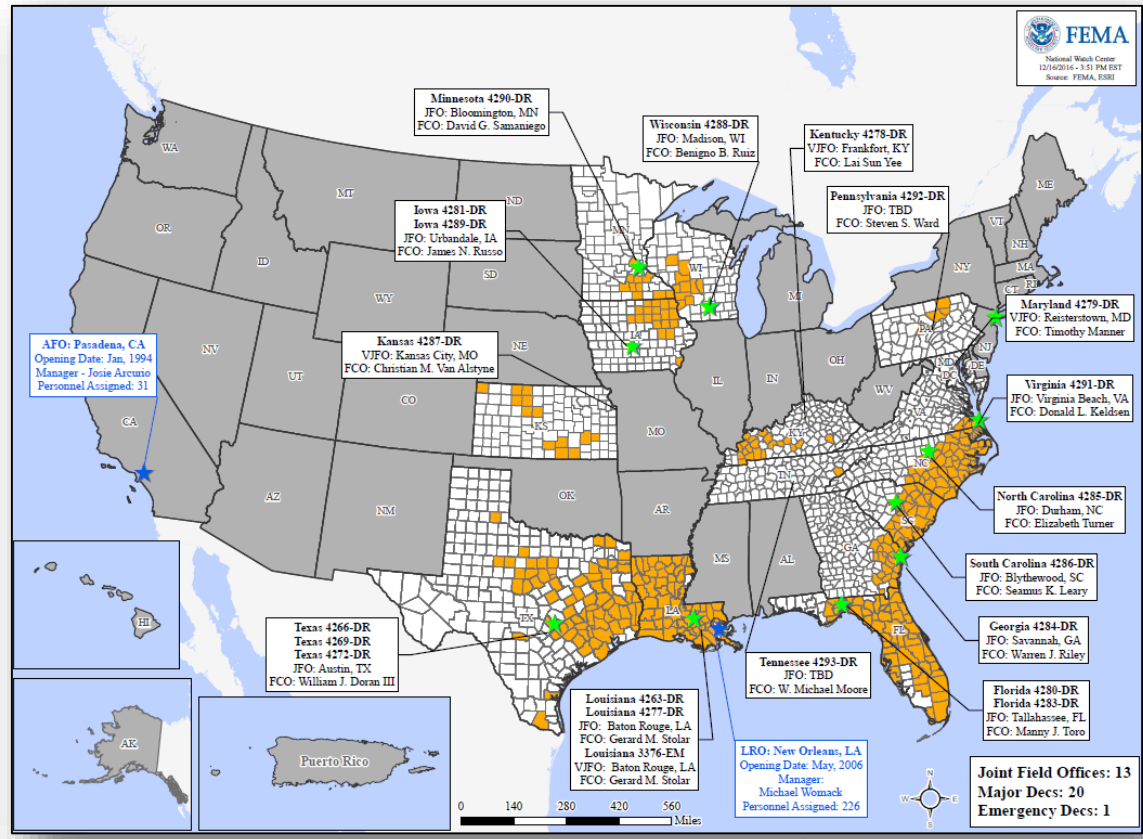 FEMA
National Watch Center
12/16/2016 - 3:51 PM EST
Source: FEMA, ESRI
Minnesota 4290-DR
JFO: Bloomington, MN
FCO: David G. Samaniego
Wisconsin 4288-DR
JFO: Madison, WI
FCO: Benigno B. Ruiz
Kentucky 4278-DR
VJFO: Frankfort, KY
FCO: Lai Sun Yee
Pennsylvania 4292-DR
JFO: TBD
FCO: Steven S. Ward
Iowa 4281-DR
Iowa 4289-DR
JFO: Urbandale, IA
FCO: James N. Russo
Maryland 4279-DR
VJFO: Reisterstown, MD
FCO: Timothy Manner
AFO: Pasadena, CA
Opening Date: Jan, 1994
Manager - Josie Arcurio
Personnel Assigned: 31
Kansas 4287-DR
VJFO: Kansas City, MO
FCO: Christian M. Van Alstyne
Virginia 4291-DR
JFO: Virginia Beach, VA
FCO: Donald L. Keldsen
North Carolina 4285-DR
JFO: Durham, NC
FCO: Elizabeth Turner
South Carolina 4286-DR
JFO: Blythewood, SC
FCO: Seamus K. Leary
Texas 4266-DR
Texas 4269-DR
Texas 4272-DR
JFO: Austin, TX
FCO: William J. Doran III
Georgia 4284-DR
JFO: Savannah, GA
FCO: Warren J. Riley
Tennessee 4293-DR
JFO: TBD
FCO: W. Michael Moore
Florida 4280-DR
Florida 4283-DR
JFO: Tallahassee, FL
FCO: Manny J. Toro
Louisiana 4263-DR
Louisiana 4277-DR
JFO: Baton Rouge, LA
FCO: Gerard M. Stolar
Louisiana 3376-EM
VJFO: Baton Rouge, LA
FCO: Gerard M. Stolar
LRO: New Orleans, LA
Opening Date: May, 2006
Manager:
Michael Womack
Personnel Assigned: 226
Joint Field Offices: 13
Major Decs: 20
Emergency Decs: 1
WA
MT
ND
MN
ME
OR
ID
SD
WI
VT
NH
NY
MA
CT
RI
WY
MI
IA
PA
NJ
NV
NE
OH
MD
DE
DC
UT
IL
IN
WV
CA
CO
KS
MO
KY
VA
AZ
NM
OK
AR
TN
NC
SC
MS
AL
GA
TX
LA
FL
HI
AK
Puerto Rico
0 140 280 420 560
Miles
N
W
E
S